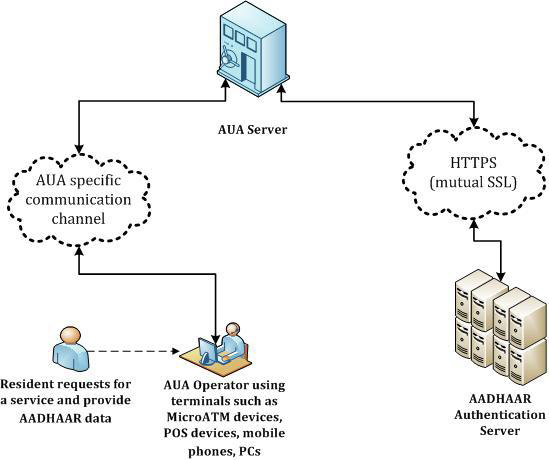 AUA Server
AUA specific
communication
channel
HTTPS
(mutual SSL)
Resident requests for
a service and provide
AADHAAR data
AUA Operator using
terminals such as
MicroATM devices,
POS devices, mobile
phones, PCs
AADHAAR
Authentication
Server